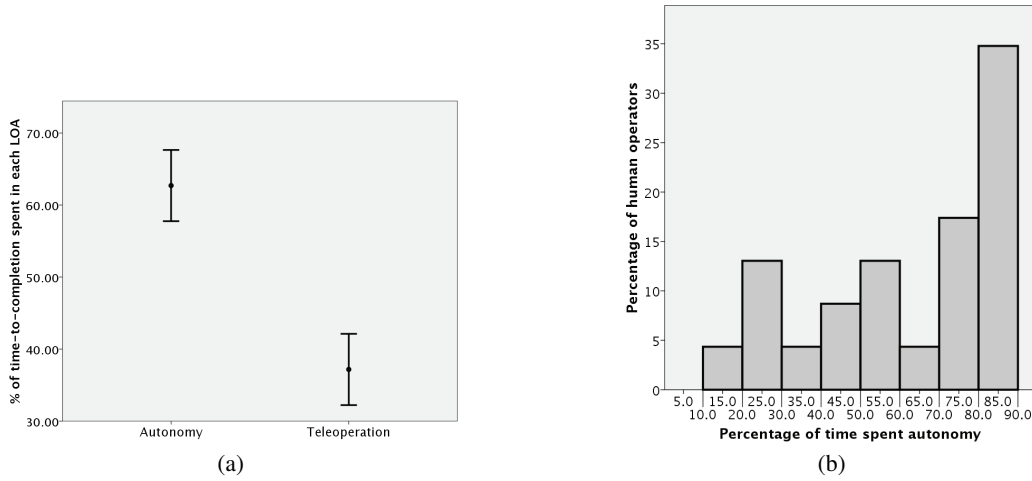 % of time-to-completion spent in each LOA
70.00
60.00
50.00
40.00
30.00
Autonomy Teleoperation
(a)
Percentage of human operators
35
30
25
20
15
10
5
0
5.0 15.0 25.0 35.0 45.0 55.0 65.0 75.0 85.0
10.0 20.0 30.0 40.0 50.0 60.0 70.0 80.0 90.0
Percentage of time spent autonomy
(b)